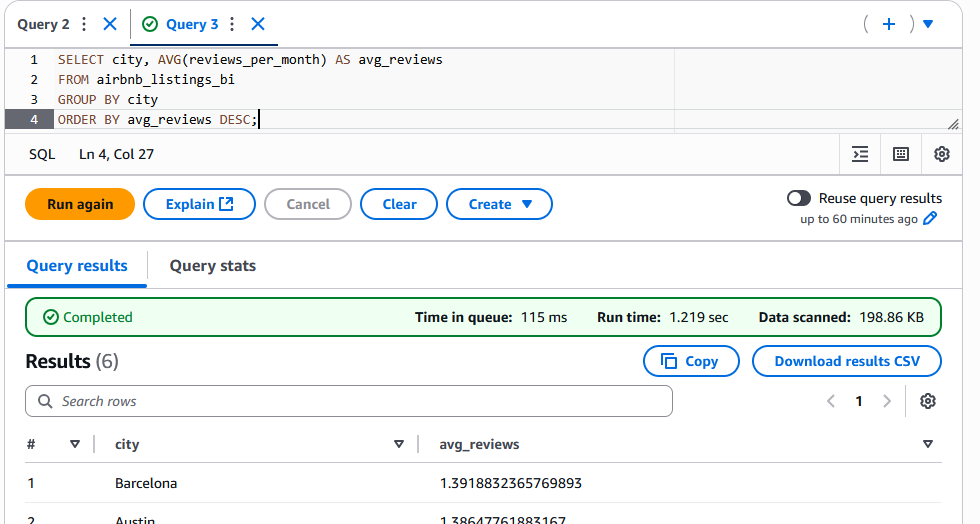 Query 2 Query 3
1 SELECT city, AVG(reviews_per_month) AS avg_reviews
2 FROM airbnb_listings_bi
3 GROUP BY city
4 ORDER BY avg_reviews DESC;
SQL Ln 4, Col 27
Run again Explain Cancel Clear Create Reuse query results
up to 60 minutes ago
Query results Query stats
Completed Time in queue: 115 ms Run time: 1.219 sec Data scanned: 198.86 KB
Results (6) Copy Download results CSV
Search rows 1
# city avg_reviews
1 Barcelona 1.3918832365769893
2 Austin 1.38647761883167